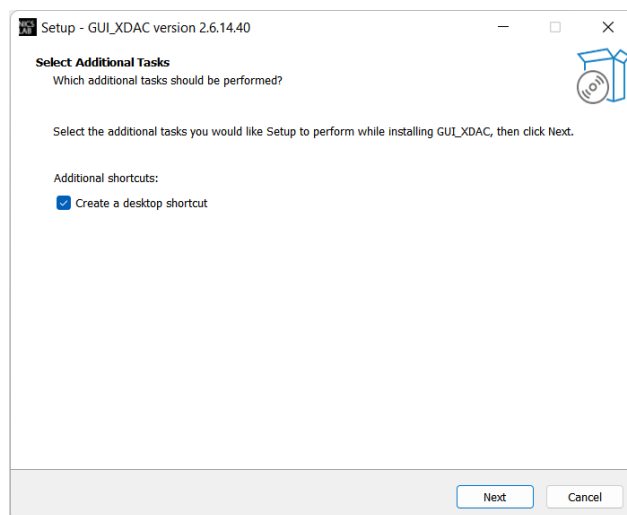 NICS
LAB
Setup - GUI_XDAC version 2.6.14.40
Select Additional Tasks
Which additional tasks should be performed?
Select the additional tasks you would like Setup to perform while installing GUI_XDAC, then click Next.
Additional shortcuts:
Create a desktop shortcut
Next
Cancel